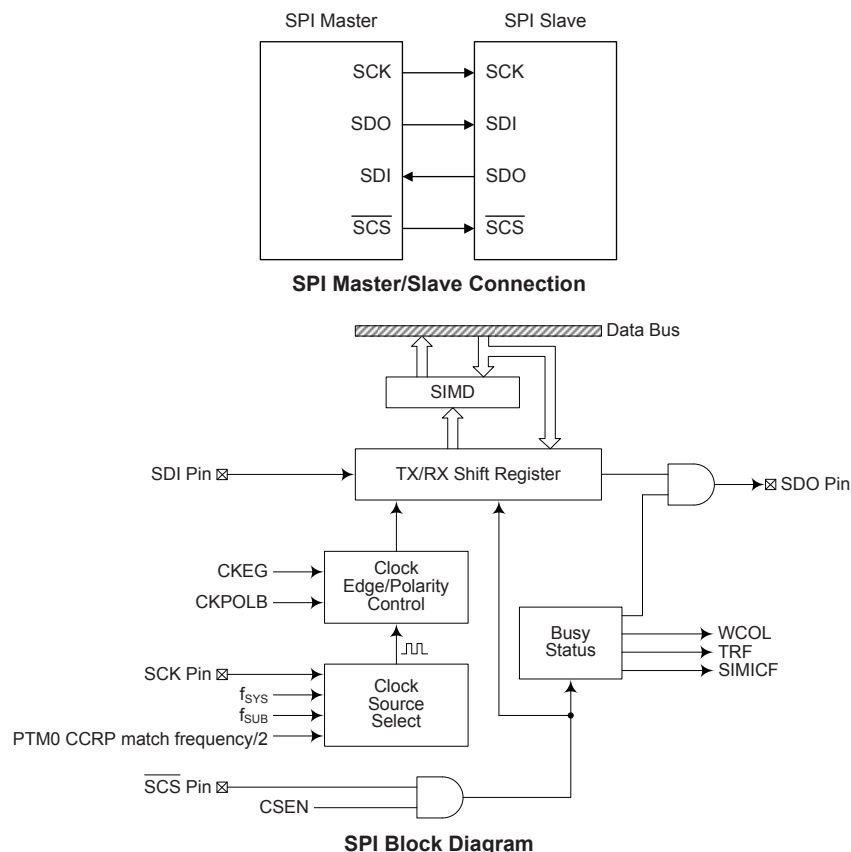 SPI Master
SPI Slave
SCK
SCK
SDO
SDI
SDI
SDO
SCS
SCS
SPI Master/Slave Connection
Data Bus
SIMD
SDI Pin
TX/RX Shift Register
SDO Pin
CKEG
CKPOLB
Clock
Edge/Polarity
Control
Busy
Status
WCOL
TRF
SIMICF
SCK Pin
fSYS
fSUB
PTM0 CCRP match frequency/2
Clock
Source
Select
SCS Pin
CSEN
SPI Block Diagram